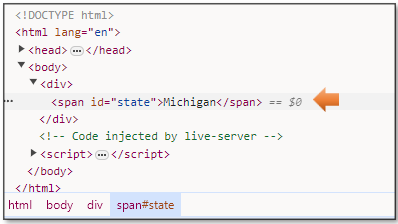 <!DOCTYPE html>
<html lang="en">
<head> ••• </head>
<body>
<div>
••• <span id="state">Michigan</span> == $0
</div>
<!-- Code injected by live-server -->
<script> ••• </script>
</body>
</html>
html body div span#state